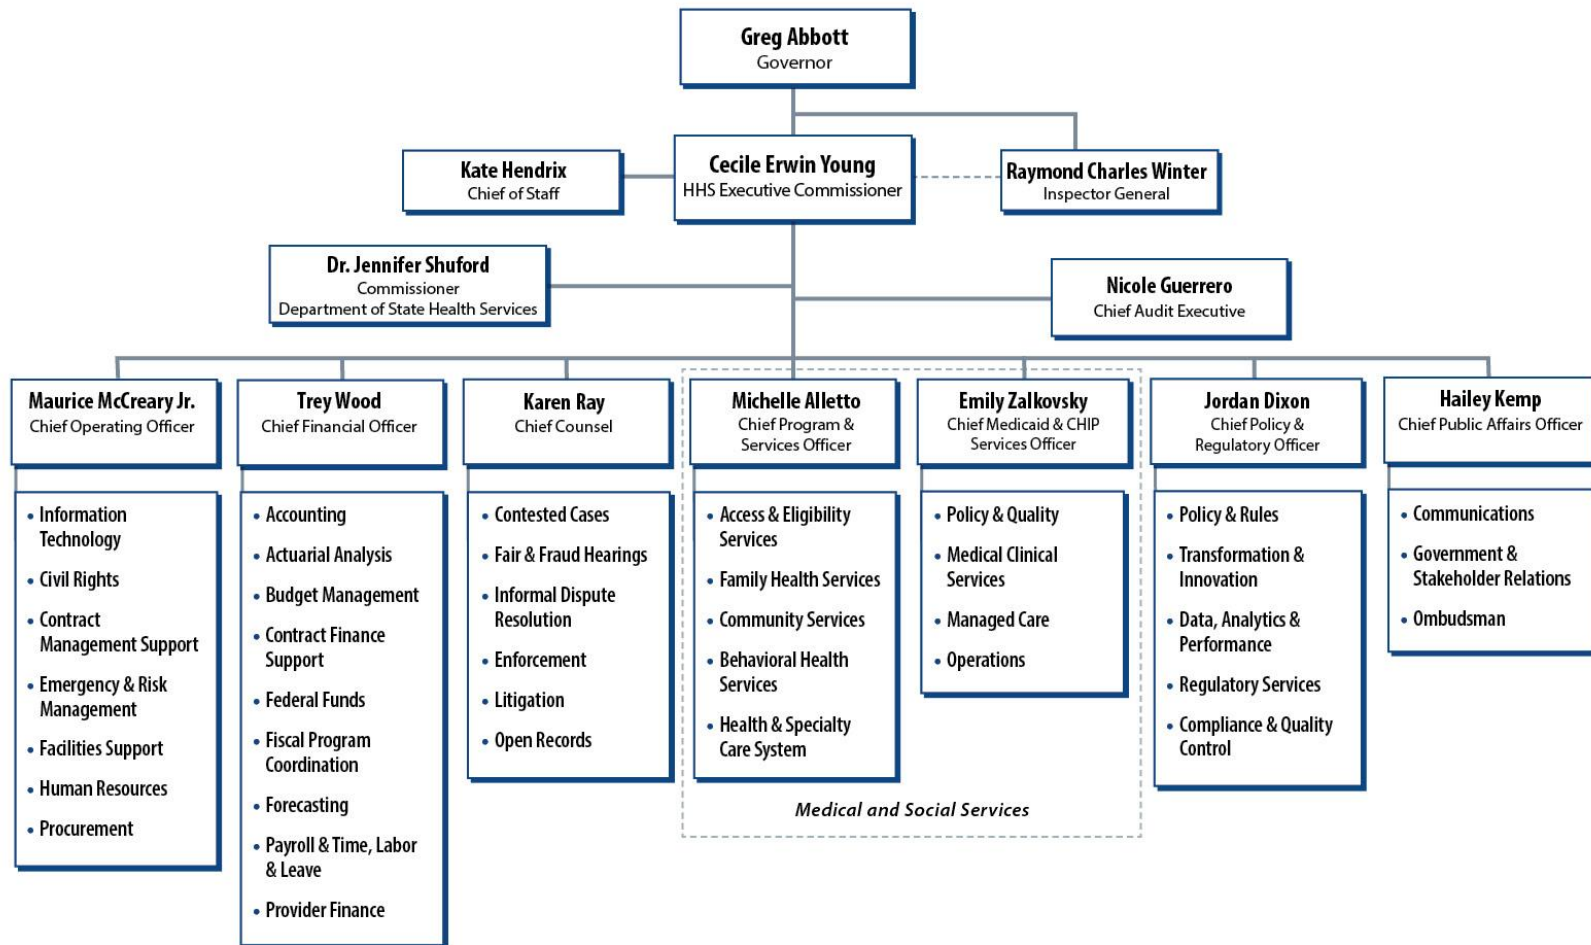 Greg Abbott
Governor
Kate Hendrix
Chief of Staff
Cecile Erwin Young
HHS Executive Commissioner
Raymond Charles Winter
Inspector General
Dr. Jennifer Shuford
Commissioner
Department of State Health Services
Nicole Guerrero
Chief Audit Executive
Maurice McCreary Jr.
Chief Operating Officer
• Information
Technology
• Civil Rights
• Contract
Management Support
• Emergency & Risk
Management
• Facilities Support
• Human Resources
• Procurement
Trey Wood
Chief Financial Officer
• Accounting
• Actuarial Analysis
• Budget Management
• Contract Finance
Support
• Federal Funds
• Fiscal Program
Coordination
• Forecasting
• Payroll & Time, Labor
& Leave
• Provider Finance
Karen Ray
Chief Counsel
• Contested Cases
• Fair & Fraud Hearings
• Informal Dispute
Resolution
• Enforcement
• Litigation
• Open Records
Michelle Alletto
Chief Program &
Services Officer
• Access & Eligibility
Services
• Family Health Services
• Community Services
• Behavioral Health
Services
• Health & Specialty
Care System
Emily Zalkovsky
Chief Medicaid & CHIP
Services Officer
• Policy & Quality
• Medical Clinical
Services
• Managed Care
• Operations
Medical and Social Services
Jordan Dixon
Chief Policy &
Regulatory Officer
• Policy & Rules
• Transformation &
Innovation
• Data, Analytics &
Performance
• Regulatory Services
• Compliance & Quality
Control
Hailey Kemp
Chief Public Affairs Officer
• Communications
• Government &
Stakeholder Relations
• Ombudsman